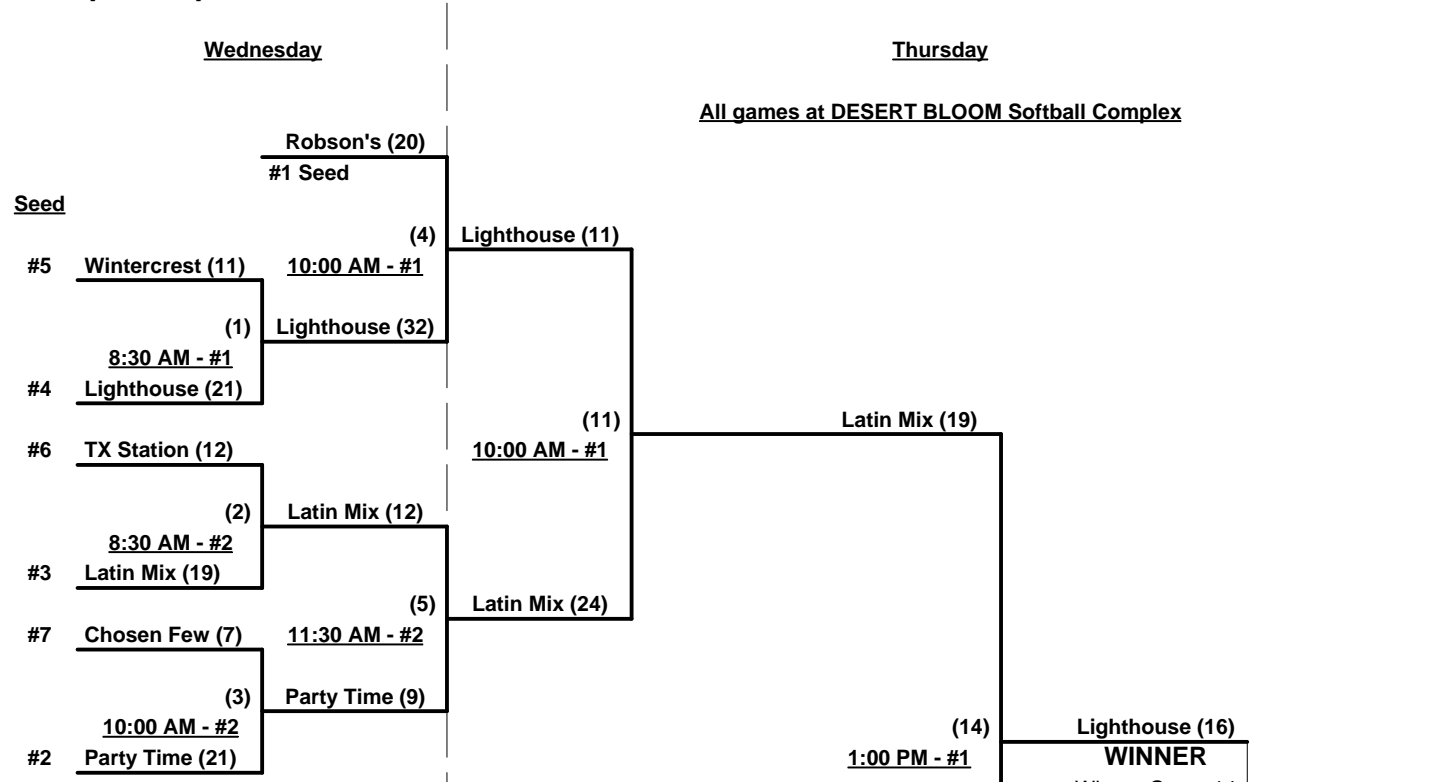 Wednesday
Thursday
All games at DESERT BLOOM Softball Complex
Robson's (20)
#1 Seed
Seed
(4)
Lighthouse (11)
#5
Wintercrest (11)
10:00 AM - #1
(1)
Lighthouse (32)
8:30 AM - #1
#4
Lighthouse (21)
(11)
Latin Mix (19)
#6
TX Station (12)
10:00 AM - #1
(2)
Latin Mix (12)
8:30 AM - #2
#3
Latin Mix (19)
(5)
Latin Mix (24)
#7
Chosen Few (7)
11:30 AM - #2
(3)
Party Time (9)
10:00 AM - #2
(14)
Lighthouse (16)
#2
Party Time (21)
1:00 PM - #1
WINNER